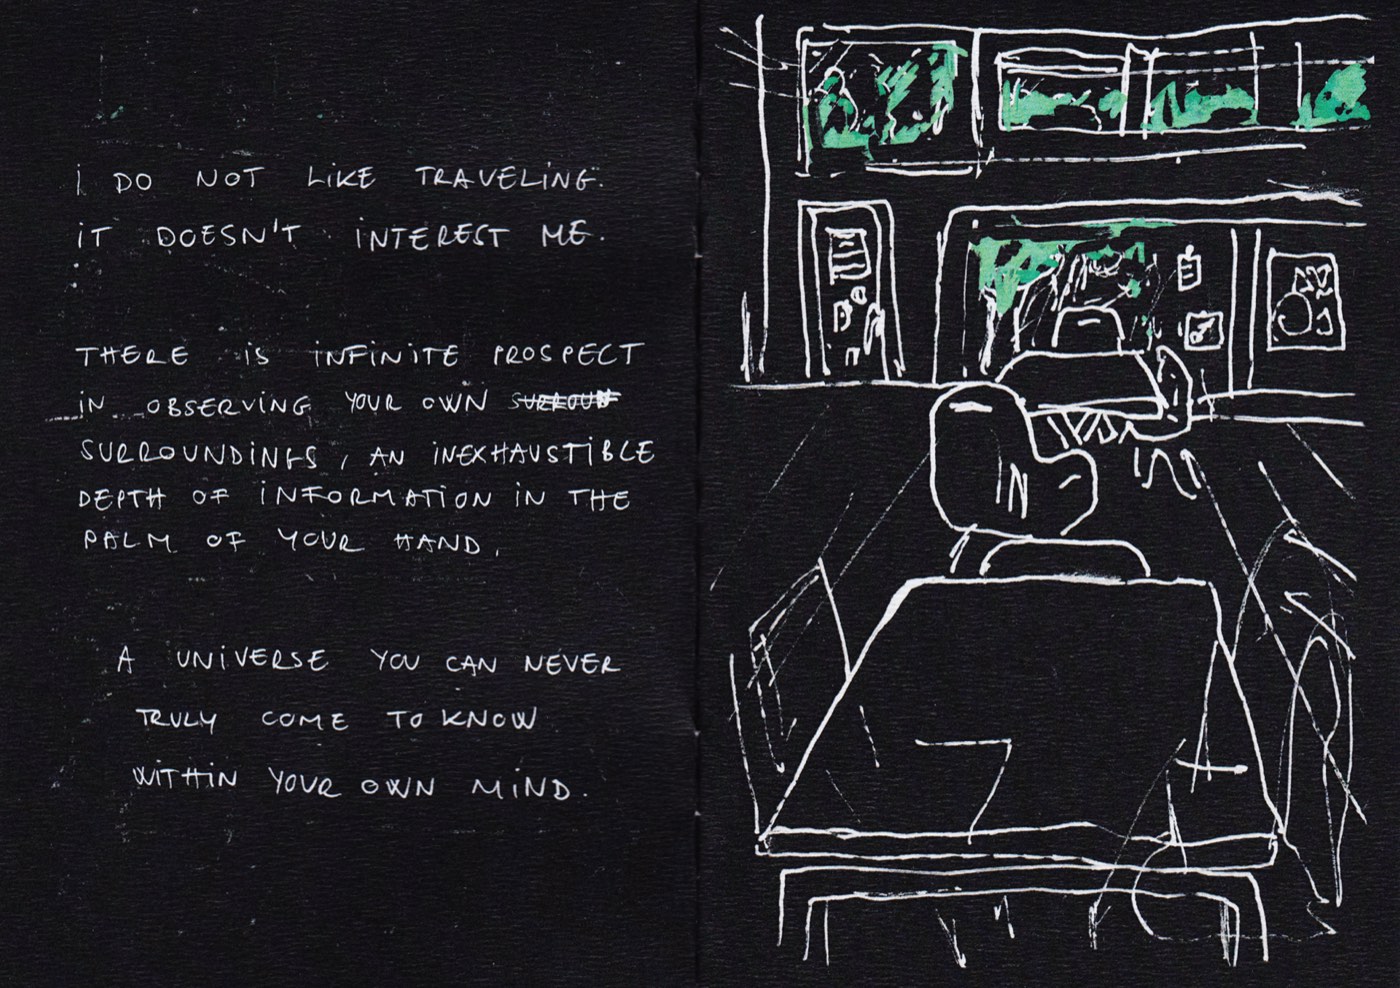 I DO NOT LIKE TRAVELING.
IT DOESN'T INTEREST ME.
THERE IS INFINITE PROSPECT
IN OBSERVING YOUR OWN SURROUN
SURROUNDINGS, AN INEXHAUSTIBLE
DEPTH OF INFORMATION IN THE
PALM OF YOUR HAND.
A UNIVERSE YOU CAN NEVER
TRULY COME TO KNOW
WITHIN YOUR OWN MIND.